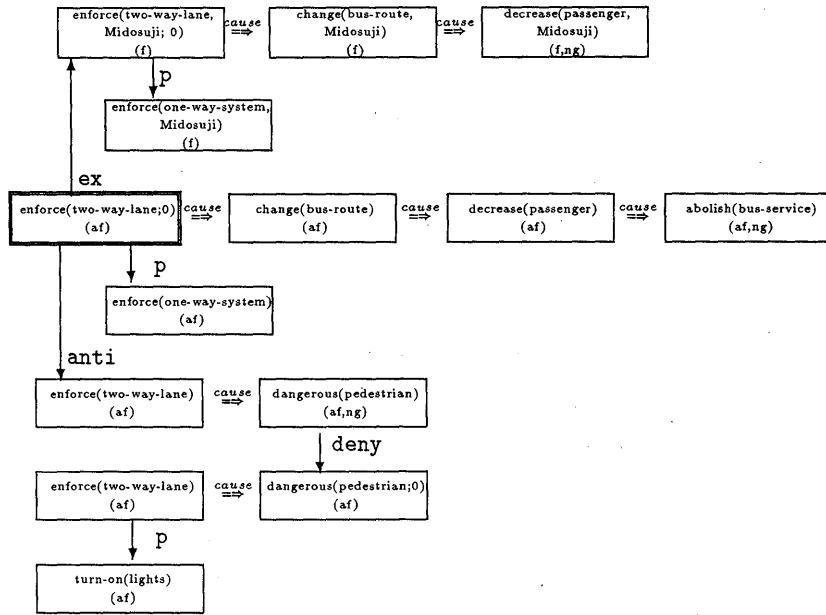 enforce(two-way-lane,
Midosuji; 0)
(f)
cause
⇒
change(bus-route,
Midosuji)
(f)
cause
⇒
decrease(passenger,
Midosuji)
(f,ng)
p
enforce(one-way-system,
Midosuji)
(f)
ex
enforce(two-way-lane;0)
(af)
cause
⇒
change(bus-route)
(af)
cause
⇒
decrease(passenger)
(af)
cause
⇒
abolish(bus-service)
(af,ng)
p
enforce(one-way-system)
(af)
anti
enforce(two-way-lane)
(af)
cause
⇒
dangerous(pedestrian)
(af,ng)
deny
enforce(two-way-lane)
(af)
cause
⇒
dangerous(pedestrian;0)
(af)
p
turn-on(lights)
(af)